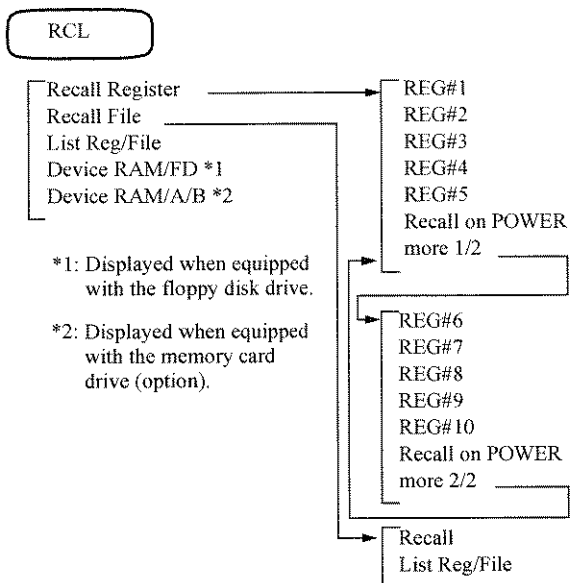 RCL
Recall Register
Recall File
List Reg/File
Device RAM/FD *1
Device RAM/A/B *2
*1: Displayed when equipped
with the floppy disk drive.
*2: Displayed when equipped
with the memory card
drive (option).
REG#1
REG#2
REG#3
REG#4
REG#5
Recall on POWER
more 1/2
REG#6
REG#7
REG#8
REG#9
REG#10
Recall on POWER
more 2/2
Recall
List Reg/File